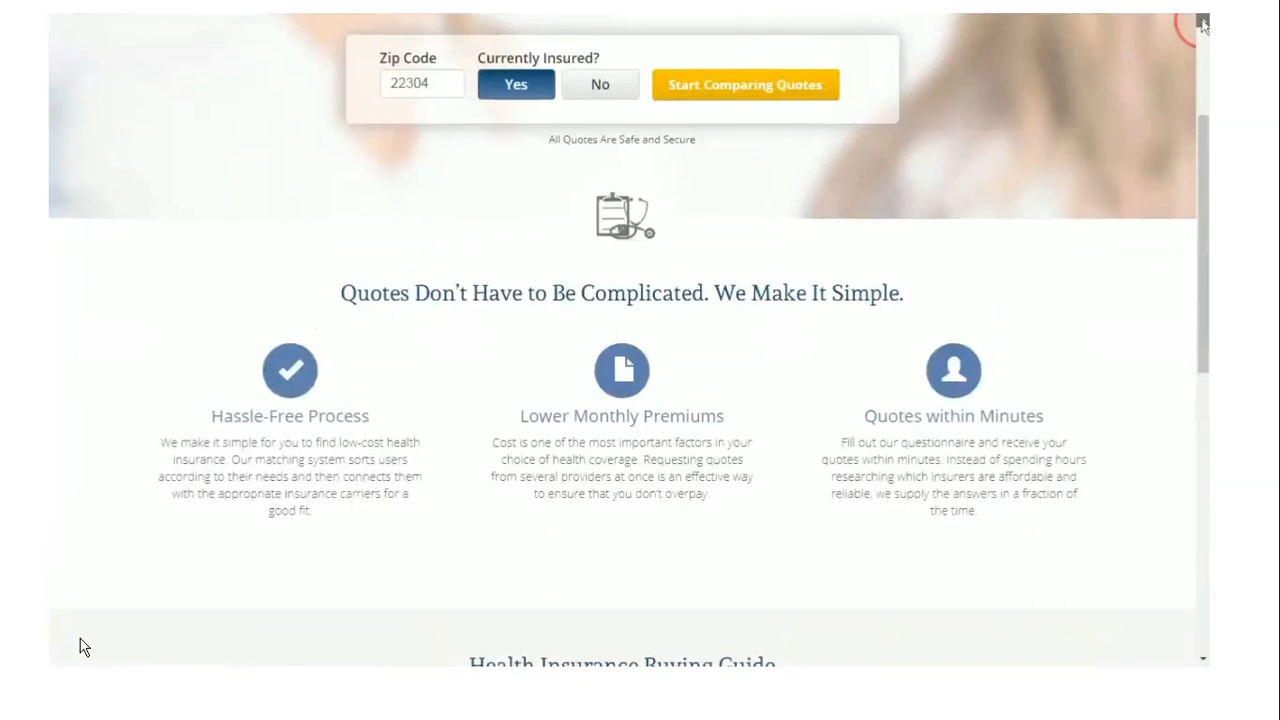 Zip Code
Currently Insured?
22304
Yes
No
Start Comparing Quotes
All Quotes Are Safe and Secure
Quotes Don't Have to Be Complicated. We Make It Simple.
Hassle-Free Process
We make it simple for you to find low-cost health
insurance. Our matching system sorts users
according to their needs and then connects them
with the appropriate insurance carriers for a
good fit.
Lower Monthly Premiums
Cost is one of the most important factors in your
choice of health coverage. Requesting quotes
from several providers at once is an effective way
to ensure that you don't overpay.
Quotes within Minutes
Fill out our questionnaire and receive your
quotes within minutes. Instead of spending hours
researching which insurers are affordable and
reliable, we supply the answers in a fraction of
the time.
Health Insurance Buying Guide